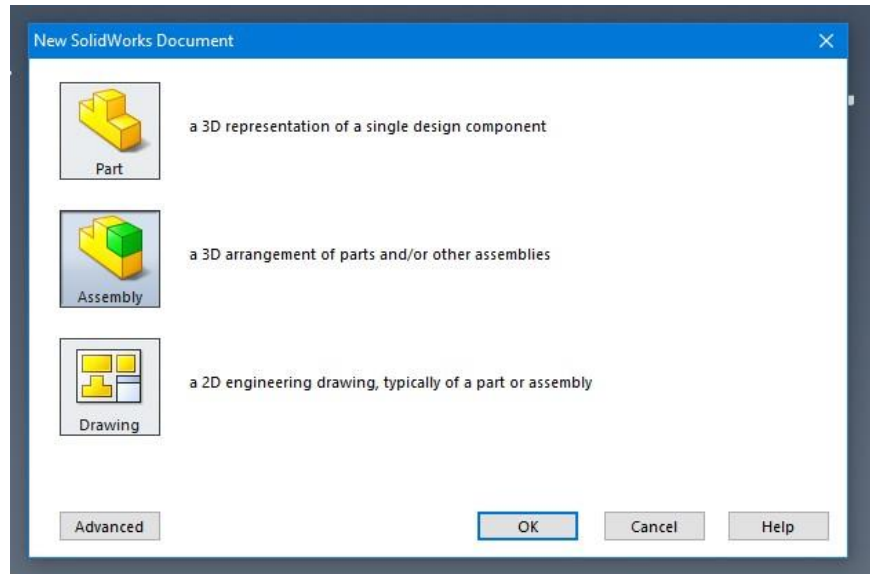 New SolidWorks Document
Part
a 3D representation of a single design component
Assembly
a 3D arrangement of parts and/or other assemblies
Drawing
a 2D engineering drawing, typically of a part or assembly
Advanced
OK
Cancel
Help